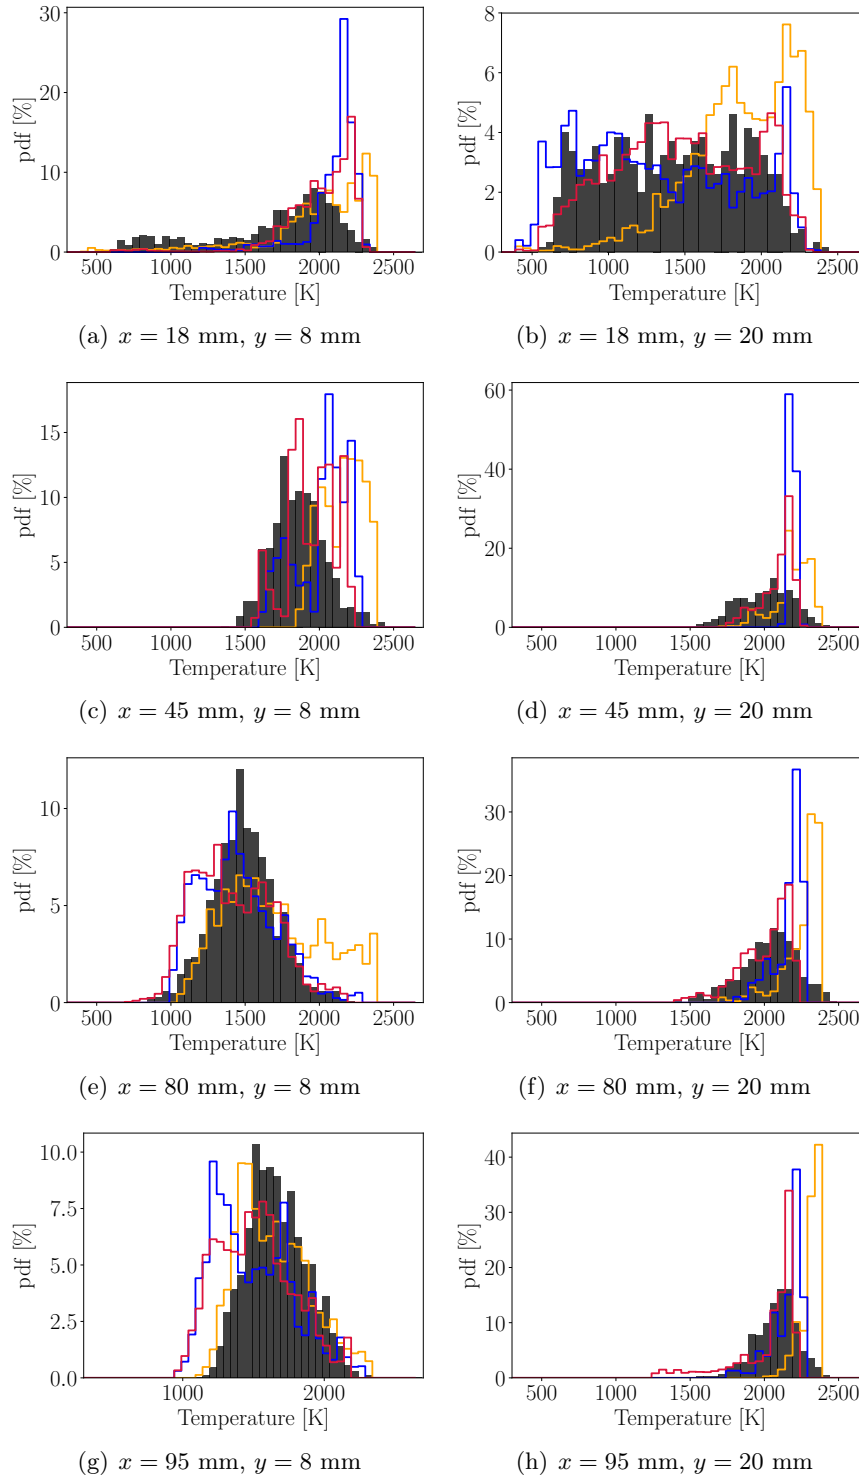 30
20
10
0
pdf [%]
500 1000 1500 2000 2500
Temperature [K]
(a) x = 18 mm, y = 8 mm
8
6
4
2
0
pdf [%]
500 1000 1500 2000 2500
Temperature [K]
(b) x = 18 mm, y = 20 mm
15
10
5
0
pdf [%]
500 1000 1500 2000 2500
Temperature [K]
(c) x = 45 mm, y = 8 mm
60
40
20
0
pdf [%]
500 1000 1500 2000 2500
Temperature [K]
(d) x = 45 mm, y = 20 mm
10
5
0
pdf [%]
500 1000 1500 2000 2500
Temperature [K]
(e) x = 80 mm, y = 8 mm
30
20
10
0
pdf [%]
500 1000 1500 2000 2500
Temperature [K]
(f) x = 80 mm, y = 20 mm
10.0
7.5
5.0
2.5
0.0
pdf [%]
1000 2000
Temperature [K]
(g) x = 95 mm, y = 8 mm
40
30
20
10
0
pdf [%]
500 1000 1500 2000 2500
Temperature [K]
(h) x = 95 mm, y = 20 mm